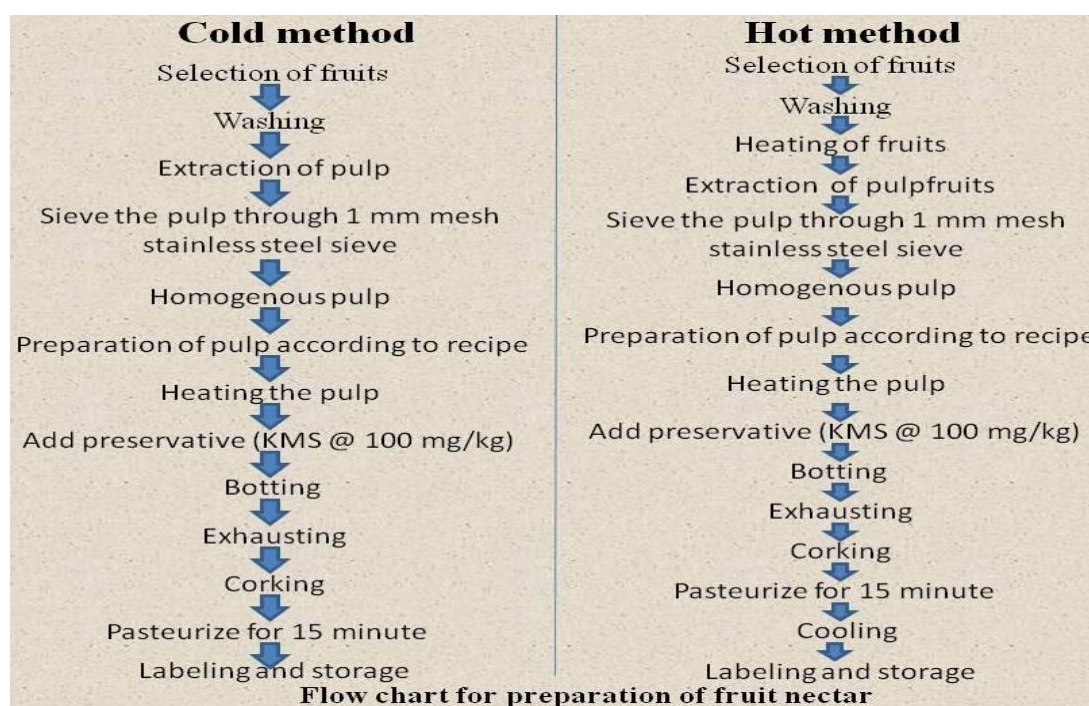 Cold method
Selection of fruits
Washing
Extraction of pulp
Sieve the pulp through 1 mm mesh
stainless steel sieve
Homogenous pulp
Preparation of pulp according to recipe
Heating the pulp
Add preservative (KMS @ 100 mg/kg)
Botting
Exhausting
Corking
Pasteurize for 15 minute
Labeling and storage
Hot method
Selection of fruits
Washing
Heating of fruits
Extraction of pulpfruits
Sieve the pulp through 1 mm mesh
stainless steel sieve
Homogenous pulp
Preparation of pulp according to recipe
Heating the pulp
Add preservative (KMS @ 100 mg/kg)
Botting
Exhausting
Corking
Pasteurize for 15 minute
Cooling
Labeling and storage
Flow chart for preparation of fruit nectar